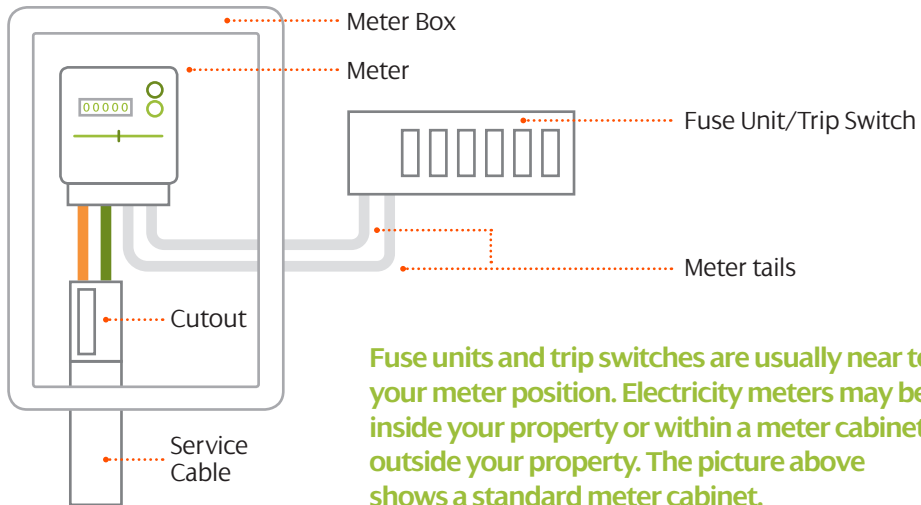 Meter Box
Meter
00000
Fuse Unit/Trip Switch
Meter tails
Cutout
Service
Cable
Fuse units and trip switches are usually near
your meter position. Electricity meters may
inside your property or within a meter cabinet
outside your property. The picture above
shows a standard meter cabinet.